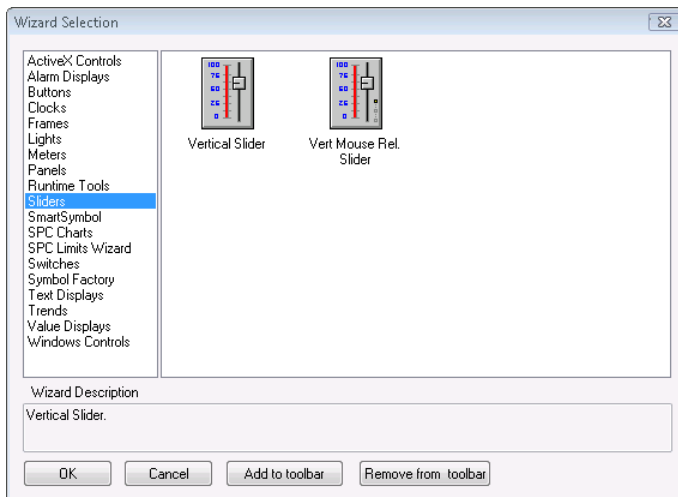 Wizard Selection
ActiveX Controls
Alarm Displays
Buttons
Clocks
Frames
Lights
Meters
Panels
Runtime Tools
Sliders
SmartSymbol
SPC Charts
SPC Limits Wizard
Switches
Symbol Factory
Text Displays
Trends
Value Displays
Windows Controls
100
75
50
25
0
Vertical Slider
100
75
50
25
0
Vert Mouse Rel.
Slider
Wizard Description
Vertical Slider.
OK
Cancel
Add to toolbar
Remove from toolbar